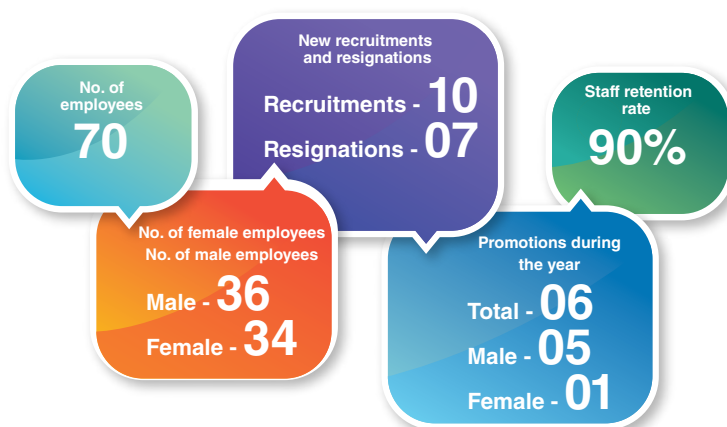 No. of
employees
70
New recruitments
and resignations
Recruitments - 10
Resignations - 07
Staff retention
rate
90%
No. of female employees
No. of male employees
Male - 36
Female - 34
Promotions during
the year
Total - 06
Male - 05
Female - 01